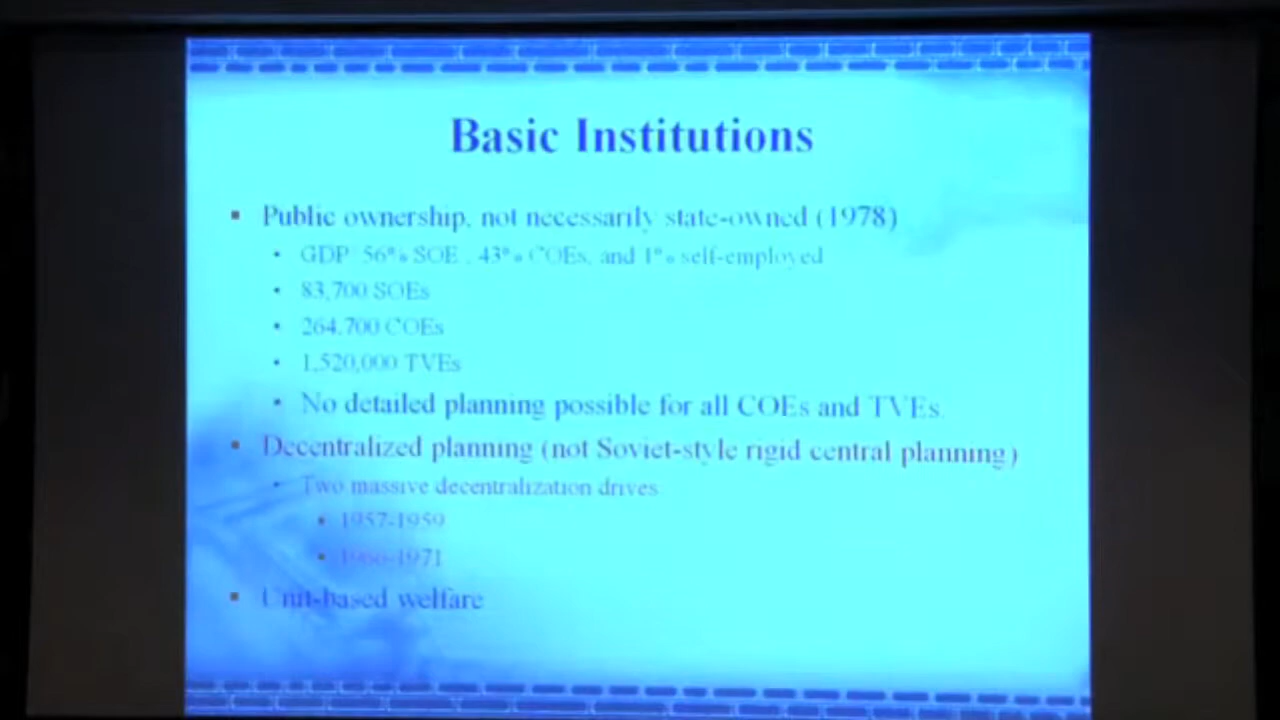 Basic Institutions
▪ Public ownership, not necessarily state-owned (1978)
• GDP 56% SOE, 43% COEs, and 1% self-employed
• 83,700 SOEs
• 264,700 COEs
• 1,520,000 TVEs
• No detailed planning possible for all COEs and TVEs.
▪ Decentralized planning (not Soviet-style rigid central planning)
• Two massive decentralization drives
• 1957-1959
• 1966-1971
▪ Unit-based welfare